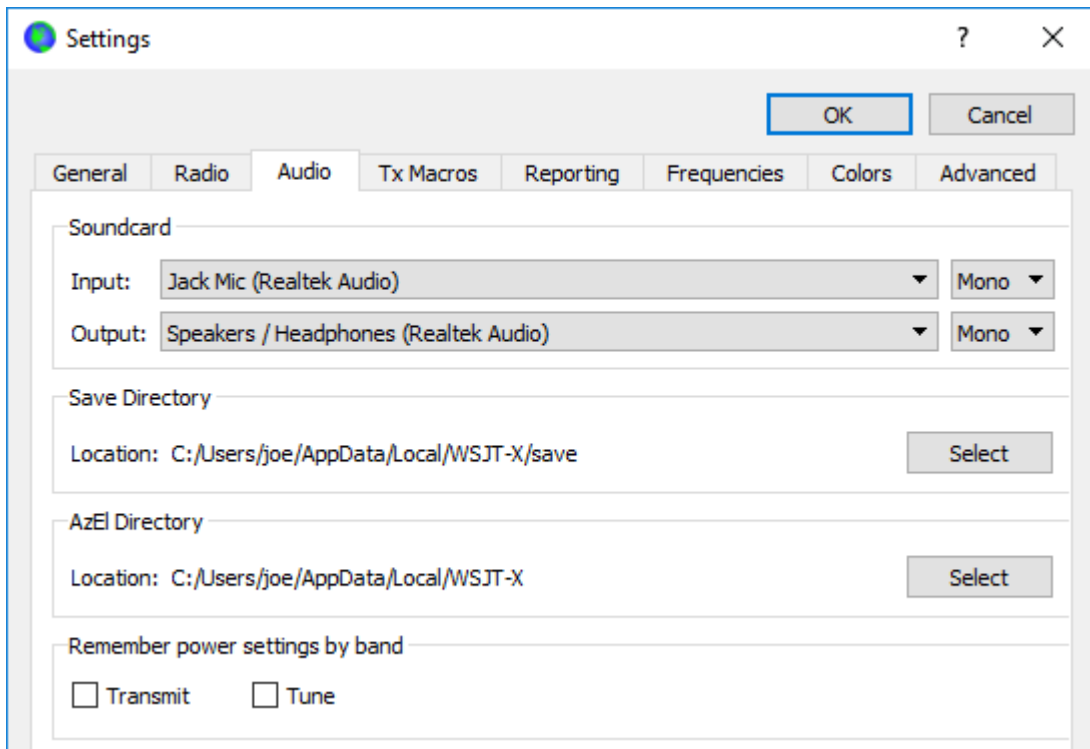 Settings
?
OK Cancel
General Radio Audio Tx Macros Reporting Frequencies Colors Advanced
Soundcard
Input: Jack Mic (Realtek Audio) Mono
Output: Speakers / Headphones (Realtek Audio) Mono
Save Directory
Location: C:/Users/joe/AppData/Local/WSJT-X/save Select
AzEl Directory
Location: C:/Users/joe/AppData/Local/WSJT-X Select
Remember power settings by band
Transmit Tune